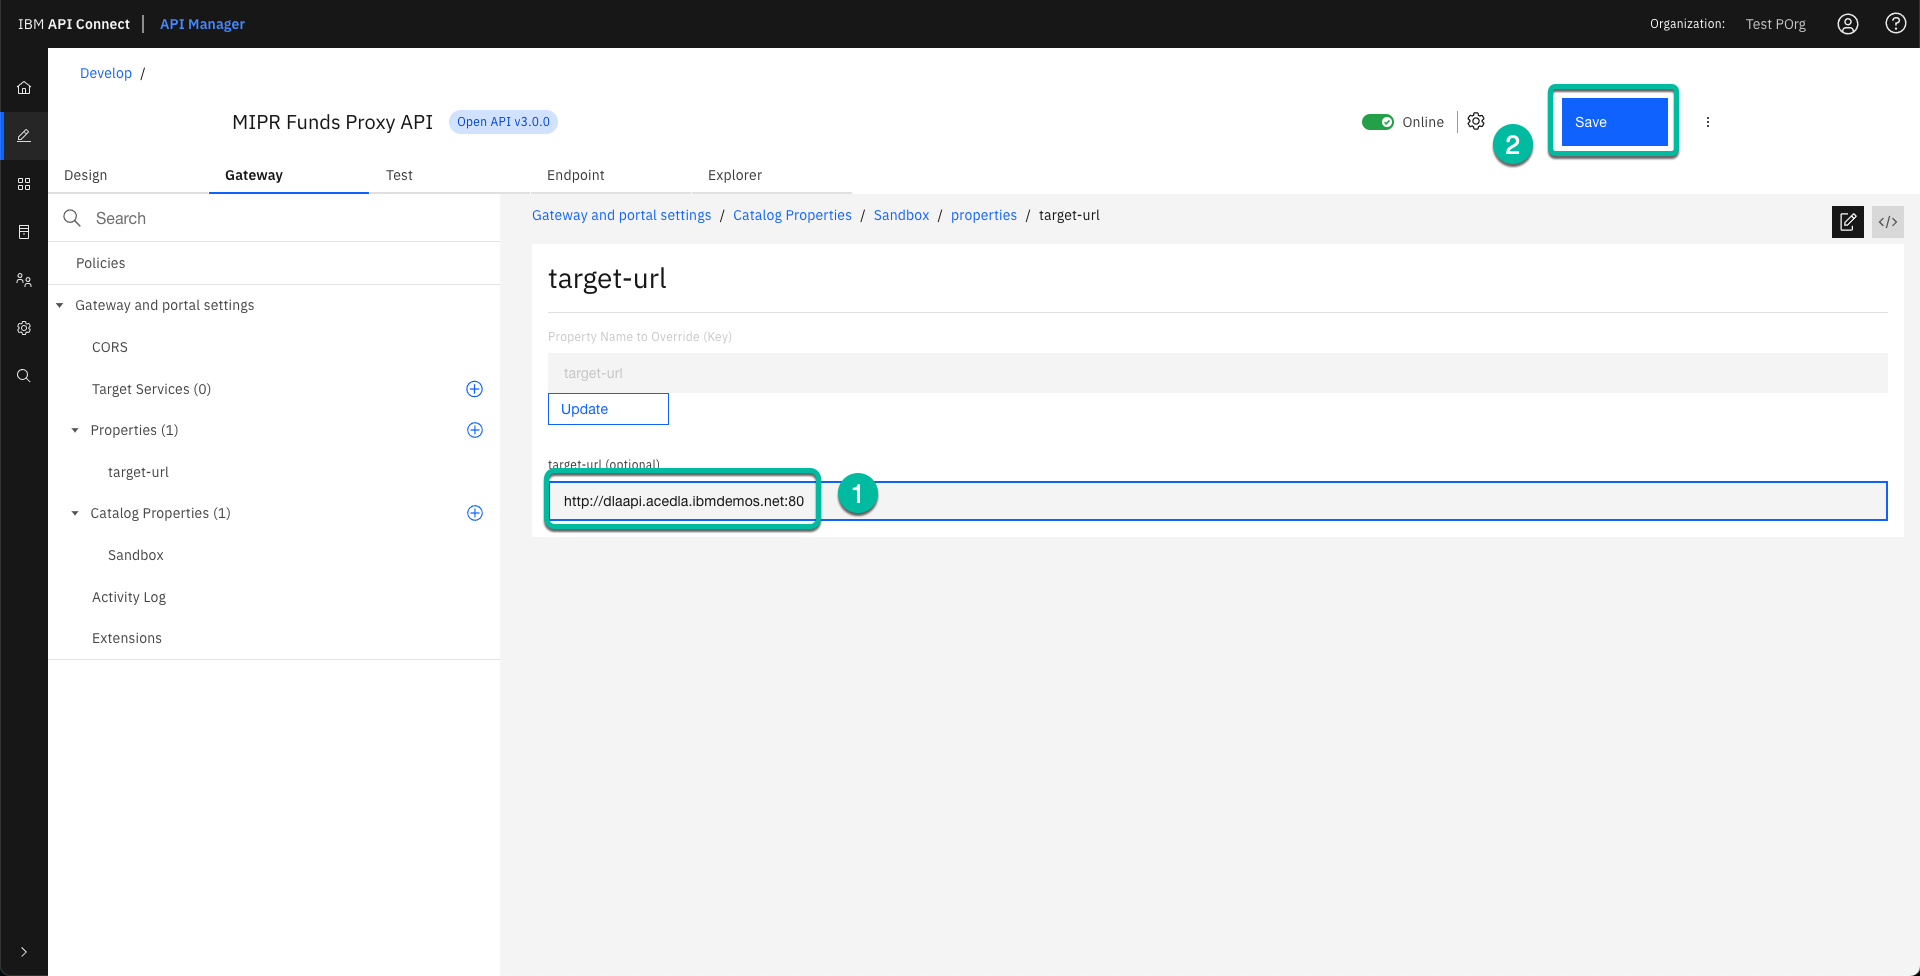 IBM API Connect | API Manager
Organization: Test POrg
Develop /
MIPR Funds Proxy API Open API v3.0.0
Online
2
Save
Design Gateway Test Endpoint Explorer
Search
Policies
Gateway and portal settings
CORS
Target Services (0)
Properties (1)
target-url
Catalog Properties (1)
Sandbox
Activity Log
Extensions
Gateway and portal settings / Catalog Properties / Sandbox / properties / target-url
</>
target-url
Property Name to Override (Key)
target-url
Update
target-url (optional)
http://dlaapi.acedla.ibmdemos.net:80
1